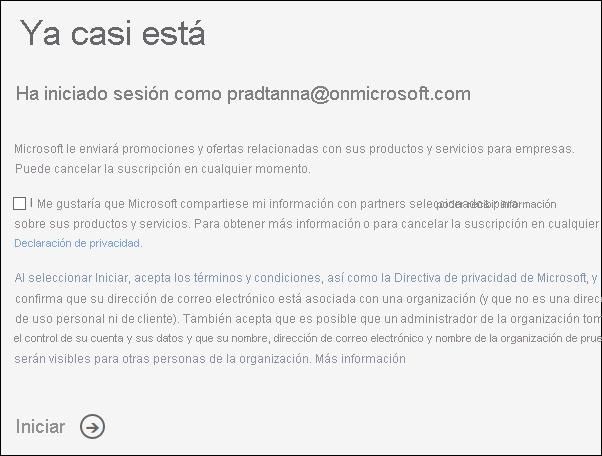 Ya casi está
Ha iniciado sesión como pradtanna@onmicrosoft.com
Microsoft le enviará promociones y ofertas relacionadas con sus productos y servicios para empresas.
Puede cancelar la suscripción en cualquier momento.
Me gustaría que Microsoft compartiese mi información con partners para poder recibir información
sobre sus productos y servicios. Para obtener más información o para cancelar la suscripción en cualquier
Declaración de privacidad.
Al seleccionar Iniciar, acepta los términos y condiciones, así como la Directiva de privacidad de Microsoft, y
confirma que su dirección de correo electrónico está asociada con una organización (y que no es una direc
de uso personal ni de cliente). También acepta que es posible que un administrador de la organización tom
el control de su cuenta y sus datos y que su nombre, dirección de correo electrónico y nombre de la organización de prue
serán visibles para otras personas de la organización. Más información
Iniciar